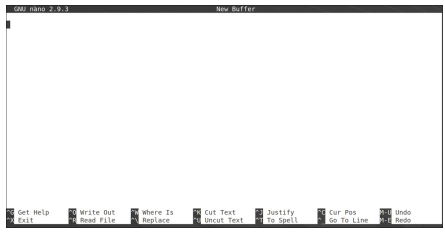 GNU nano 2.9.3 New Buffer
^G Get Help ^O Write Out ^W Where Is ^K Cut Text ^J Justify ^C Cur Pos M-U Undo
^X Exit ^R Read File ^\ Replace ^U Uncut Text ^T To Spell ^_ Go To Line M-E Redo